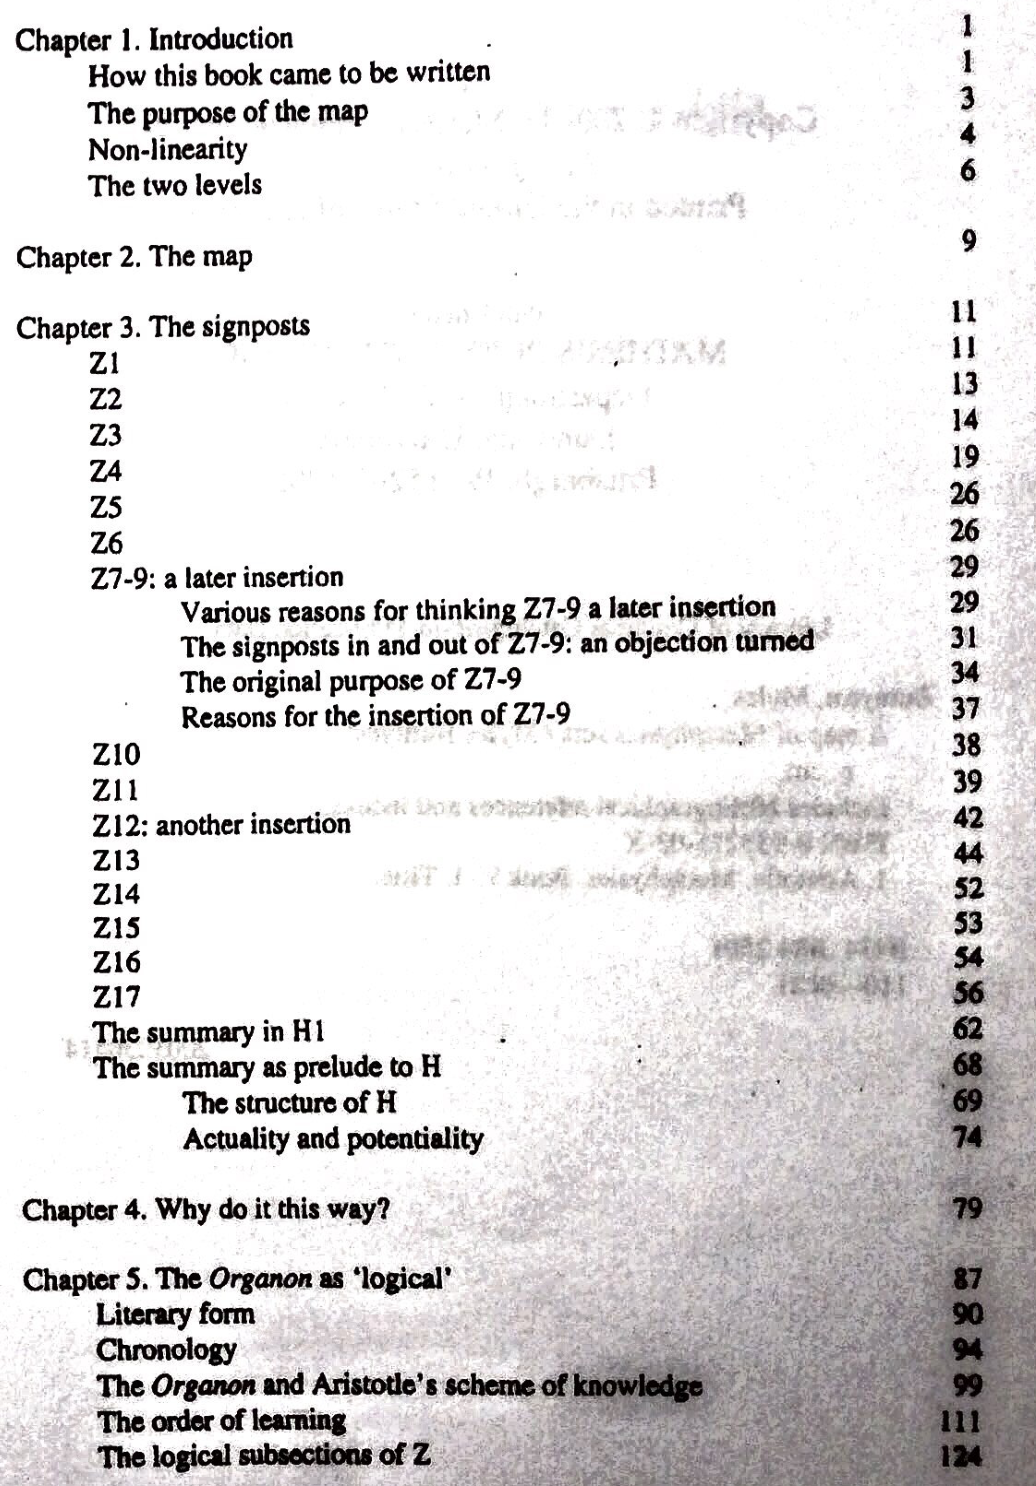 Chapter 1. Introduction 1
How this book came to be written 1
The purpose of the map 3
Non-linearity 4
The two levels 6
Chapter 2. The map 9
Chapter 3. The signposts 11
Z1 11
Z2 13
Z3 14
Z4 19
Z5 26
Z6 26
Z7-9: a later insertion 29
Various reasons for thinking Z7-9 a later insertion 29
The signposts in and out of Z7-9: an objection turned 31
The original purpose of Z7-9 34
Reasons for the insertion of Z7-9 37
Z10 38
Z11 39
Z12: another insertion 42
Z13 44
Z14 52
Z15 53
Z16 54
Z17 56
The summary in H1 62
The summary as prelude to H 68
The structure of H 69
Actuality and potentiality 74
Chapter 4. Why do it this way? 79
Chapter 5. The Organon as 'logical' 87
Literary form 90
Chronology 94
The Organon and Aristotle's scheme of knowledge 99
The order of learning 111
The logical subsections of Z 124